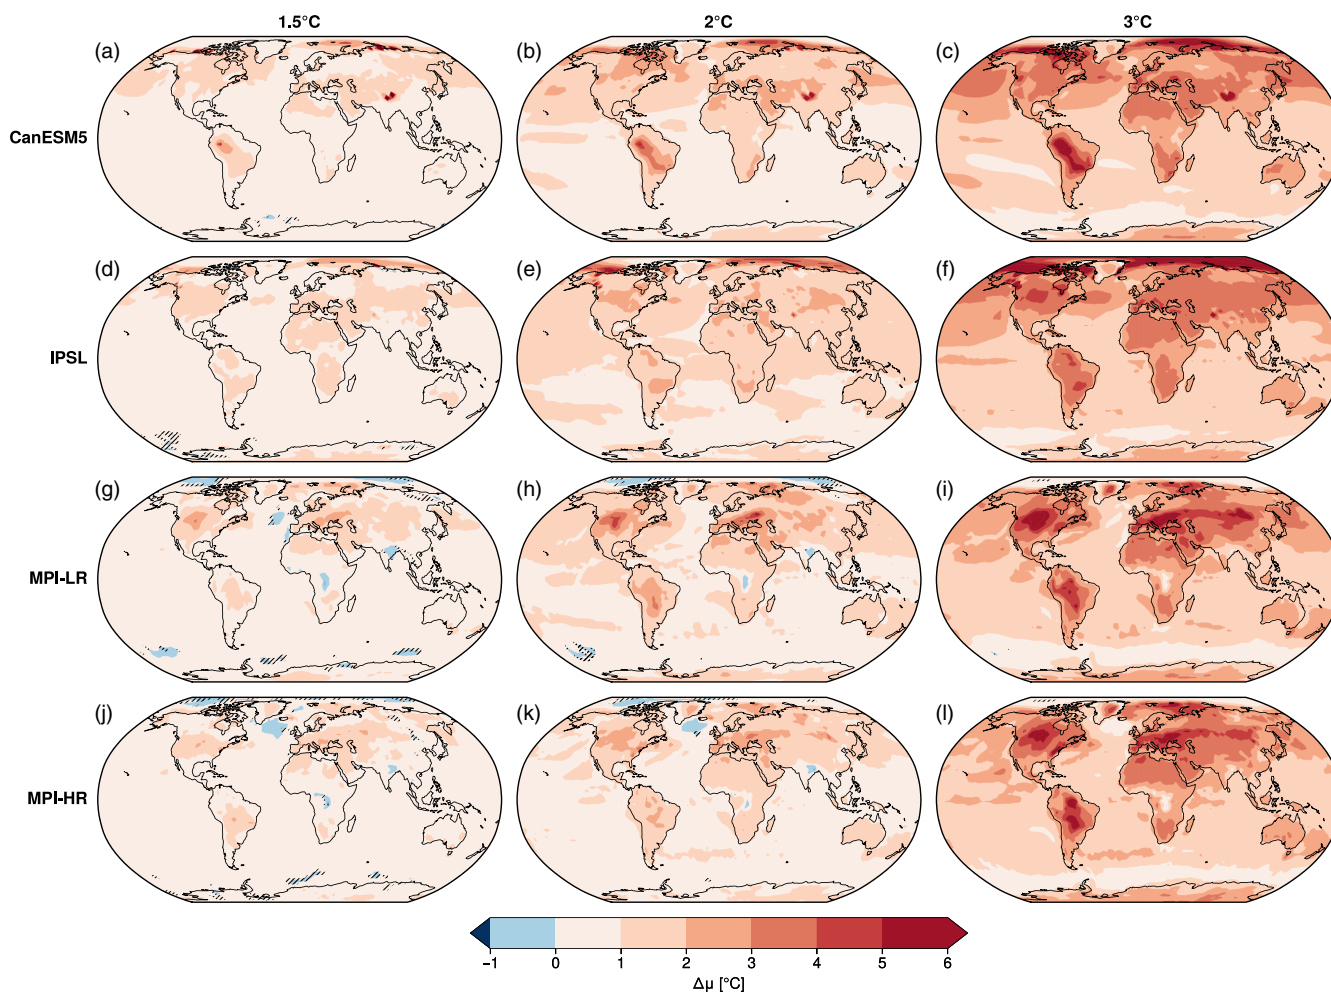 1.5°C 2°C 3°C
(a) (b) (c)
CanESM5
(d) (e) (f)
IPSL
(g) (h) (i)
MPI-LR
(j) (k) (l)
MPI-HR
−1 0 1 2 3 4 5 6
Δμ [°C]